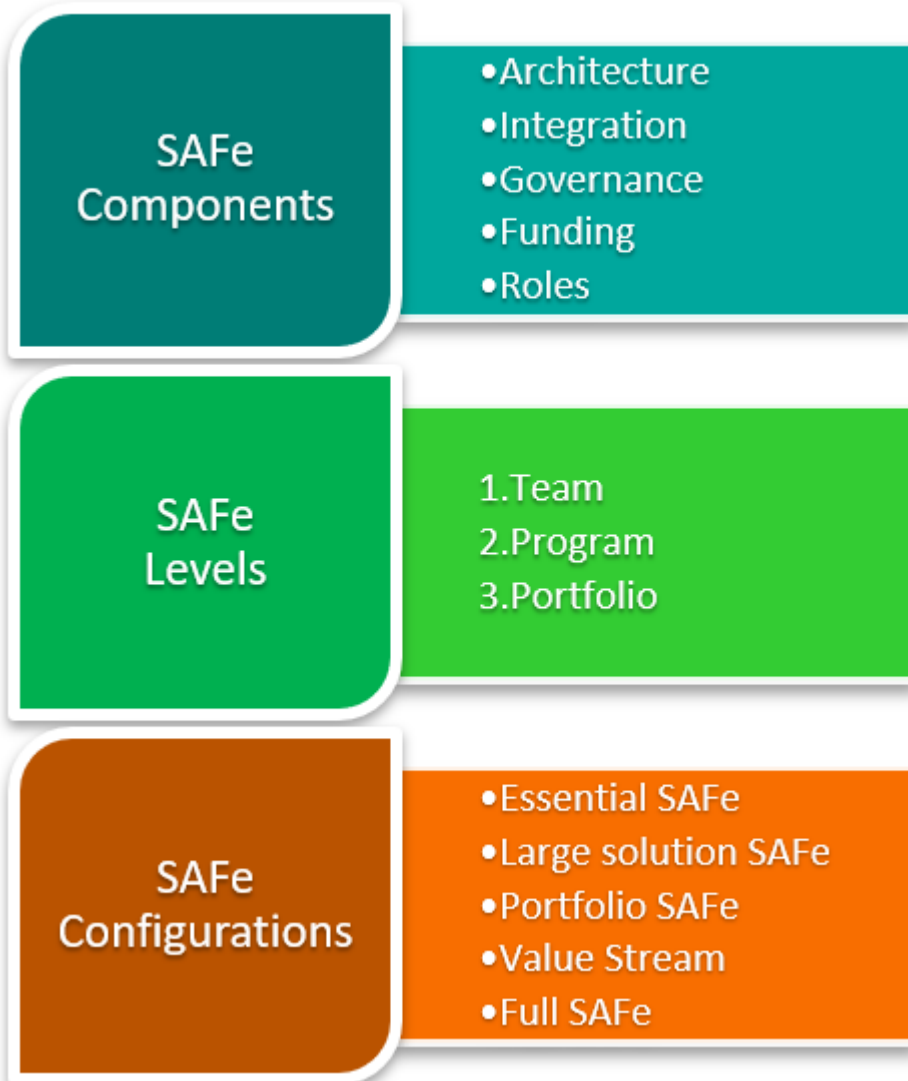 SAFe
Components
•Architecture
•Integration
•Governance
•Funding
•Roles
SAFe
Levels
1.Team
2.Program
3.Portfolio
SAFe
Configurations
•Essential SAFe
•Large solution SAFe
•Portfolio SAFe
•Value Stream
•Full SAFe